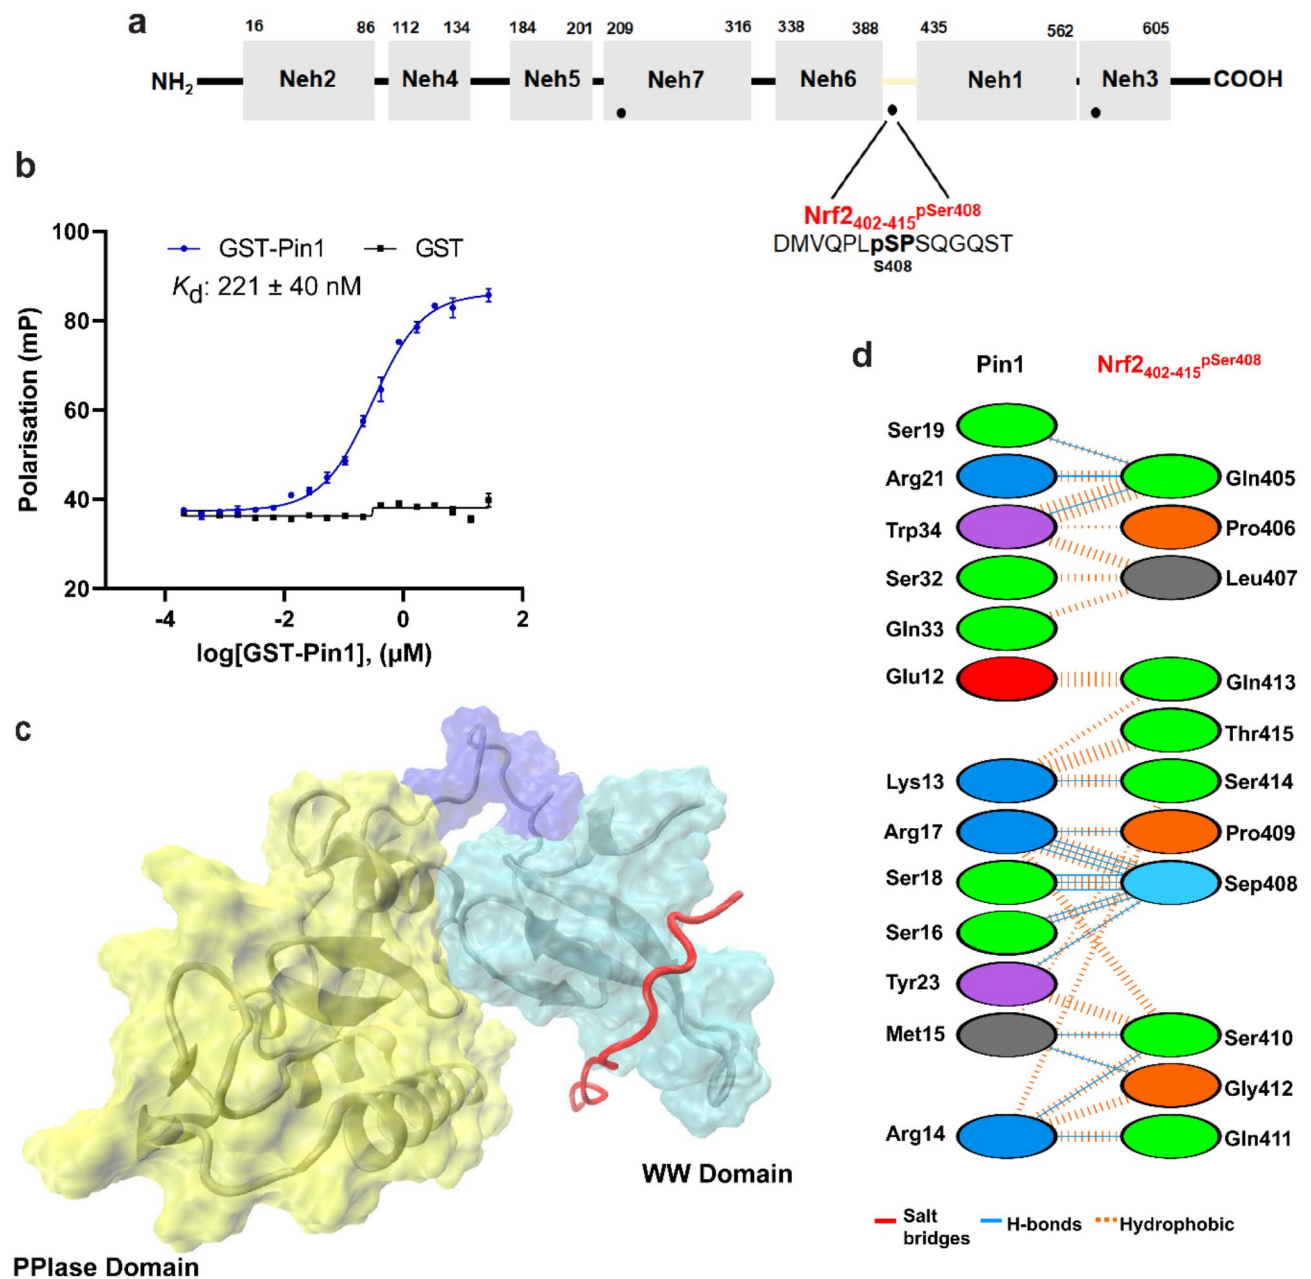 a
16 86 112 134 184 201 209 316 338 388 435 562 605
NH2 Neh2 Neh4 Neh5 Neh7 Neh6 Neh1 Neh3 COOH
Nrf2402-415pSer408
DMVQPLpSPSQGQST
S408
b
GST-Pin1 GST
Kd: 221 ± 40 nM
Polarisation (mP)
100
80
60
40
20
-4 -2 0 2
log[GST-Pin1], (µM)
c
PPIase Domain
WW Domain
d
Pin1 Nrf2402-415pSer408
Ser19
Arg21 Gln405
Trp34 Pro406
Ser32 Leu407
Gln33
Glu12 Gln413
Thr415
Lys13 Ser414
Arg17 Pro409
Ser18 Sep408
Ser16
Tyr23
Met15 Ser410
Gly412
Arg14 Gln411
Salt bridges H-bonds Hydrophobic